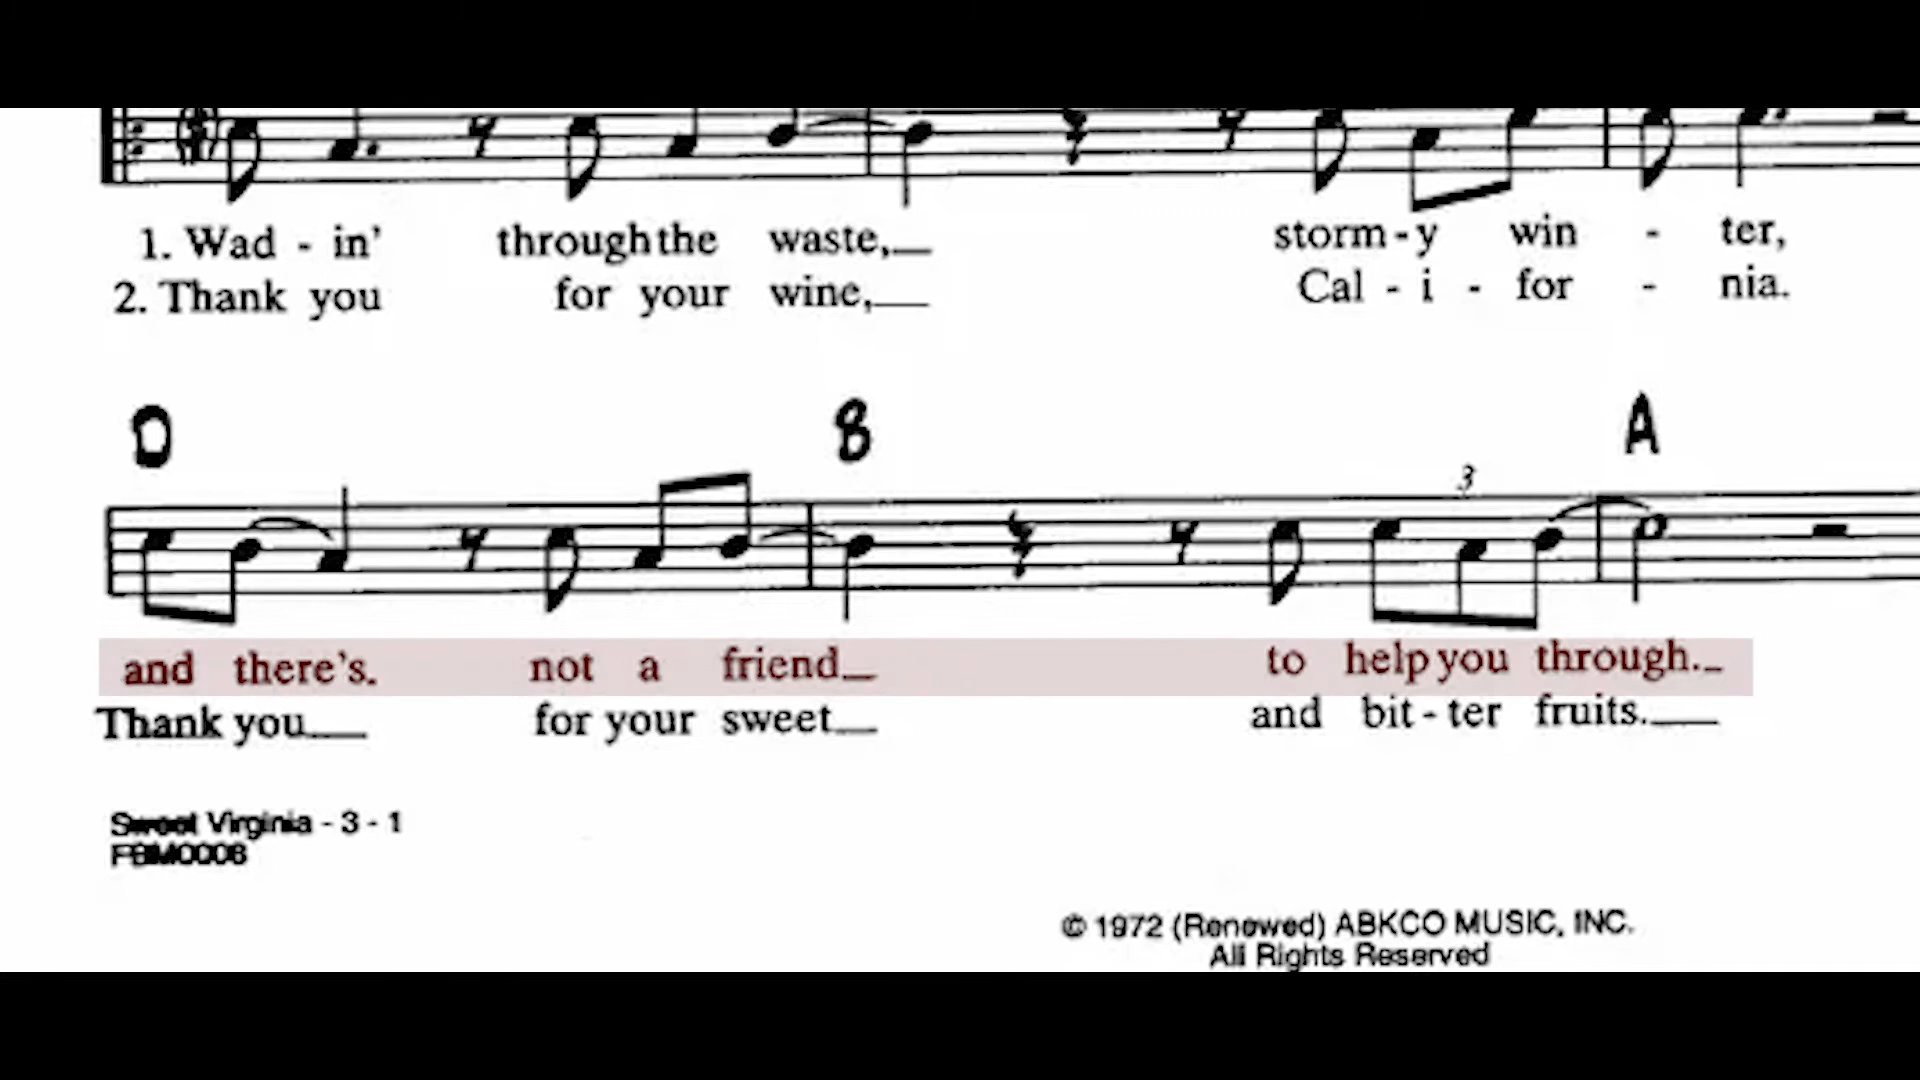 1. Wad - in' through the waste, storm - y win - ter,
2. Thank you for your wine, Cal - i - for - nia.
D B A
3
and there's. not a friend to help you through.
Thank you for your sweet and bit - ter fruits.
Sweet Virginia - 3 - 1
© 1972 (Renewed) ABKCO MUSIC, INC.
All Rights Reserved